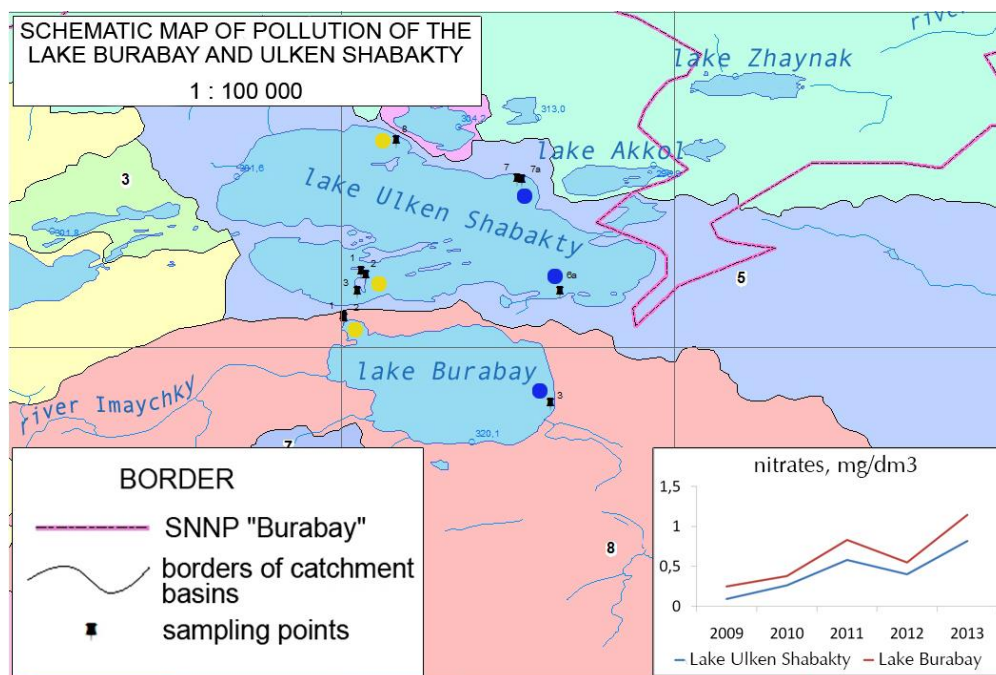 SCHEMATIC MAP OF POLLUTION OF THE
LAKE BURABAY AND ULKEN SHABAKTY
1 : 100 000
river
lake Zhaynak
313,0
304,2
8
lake Akkol
301,6
7 7a
3
lake Ulken Shabakty
301,8
1
2
3
6a
5
1 2
lake Burabay
3
river Imaychky
320,1
7
8
BORDER
SNNP "Burabay"
borders of catchment
basins
sampling points
nitrates, mg/dm3
1,5
1
0,5
0
2009 2010 2011 2012 2013
Lake Ulken Shabakty Lake Burabay